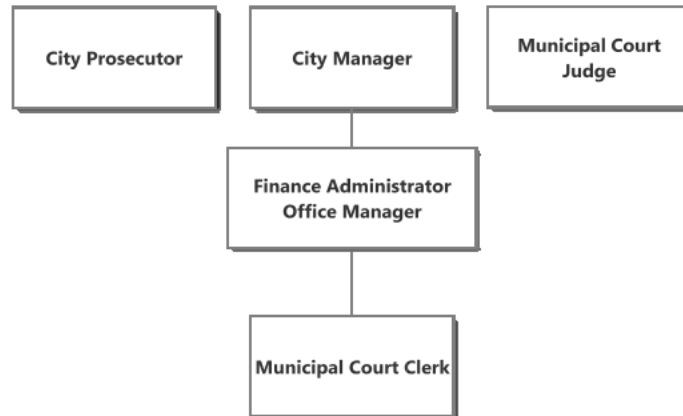 City Prosecutor
City Manager
Municipal Court
Judge
Finance Administrator
Office Manager
Municipal Court Clerk